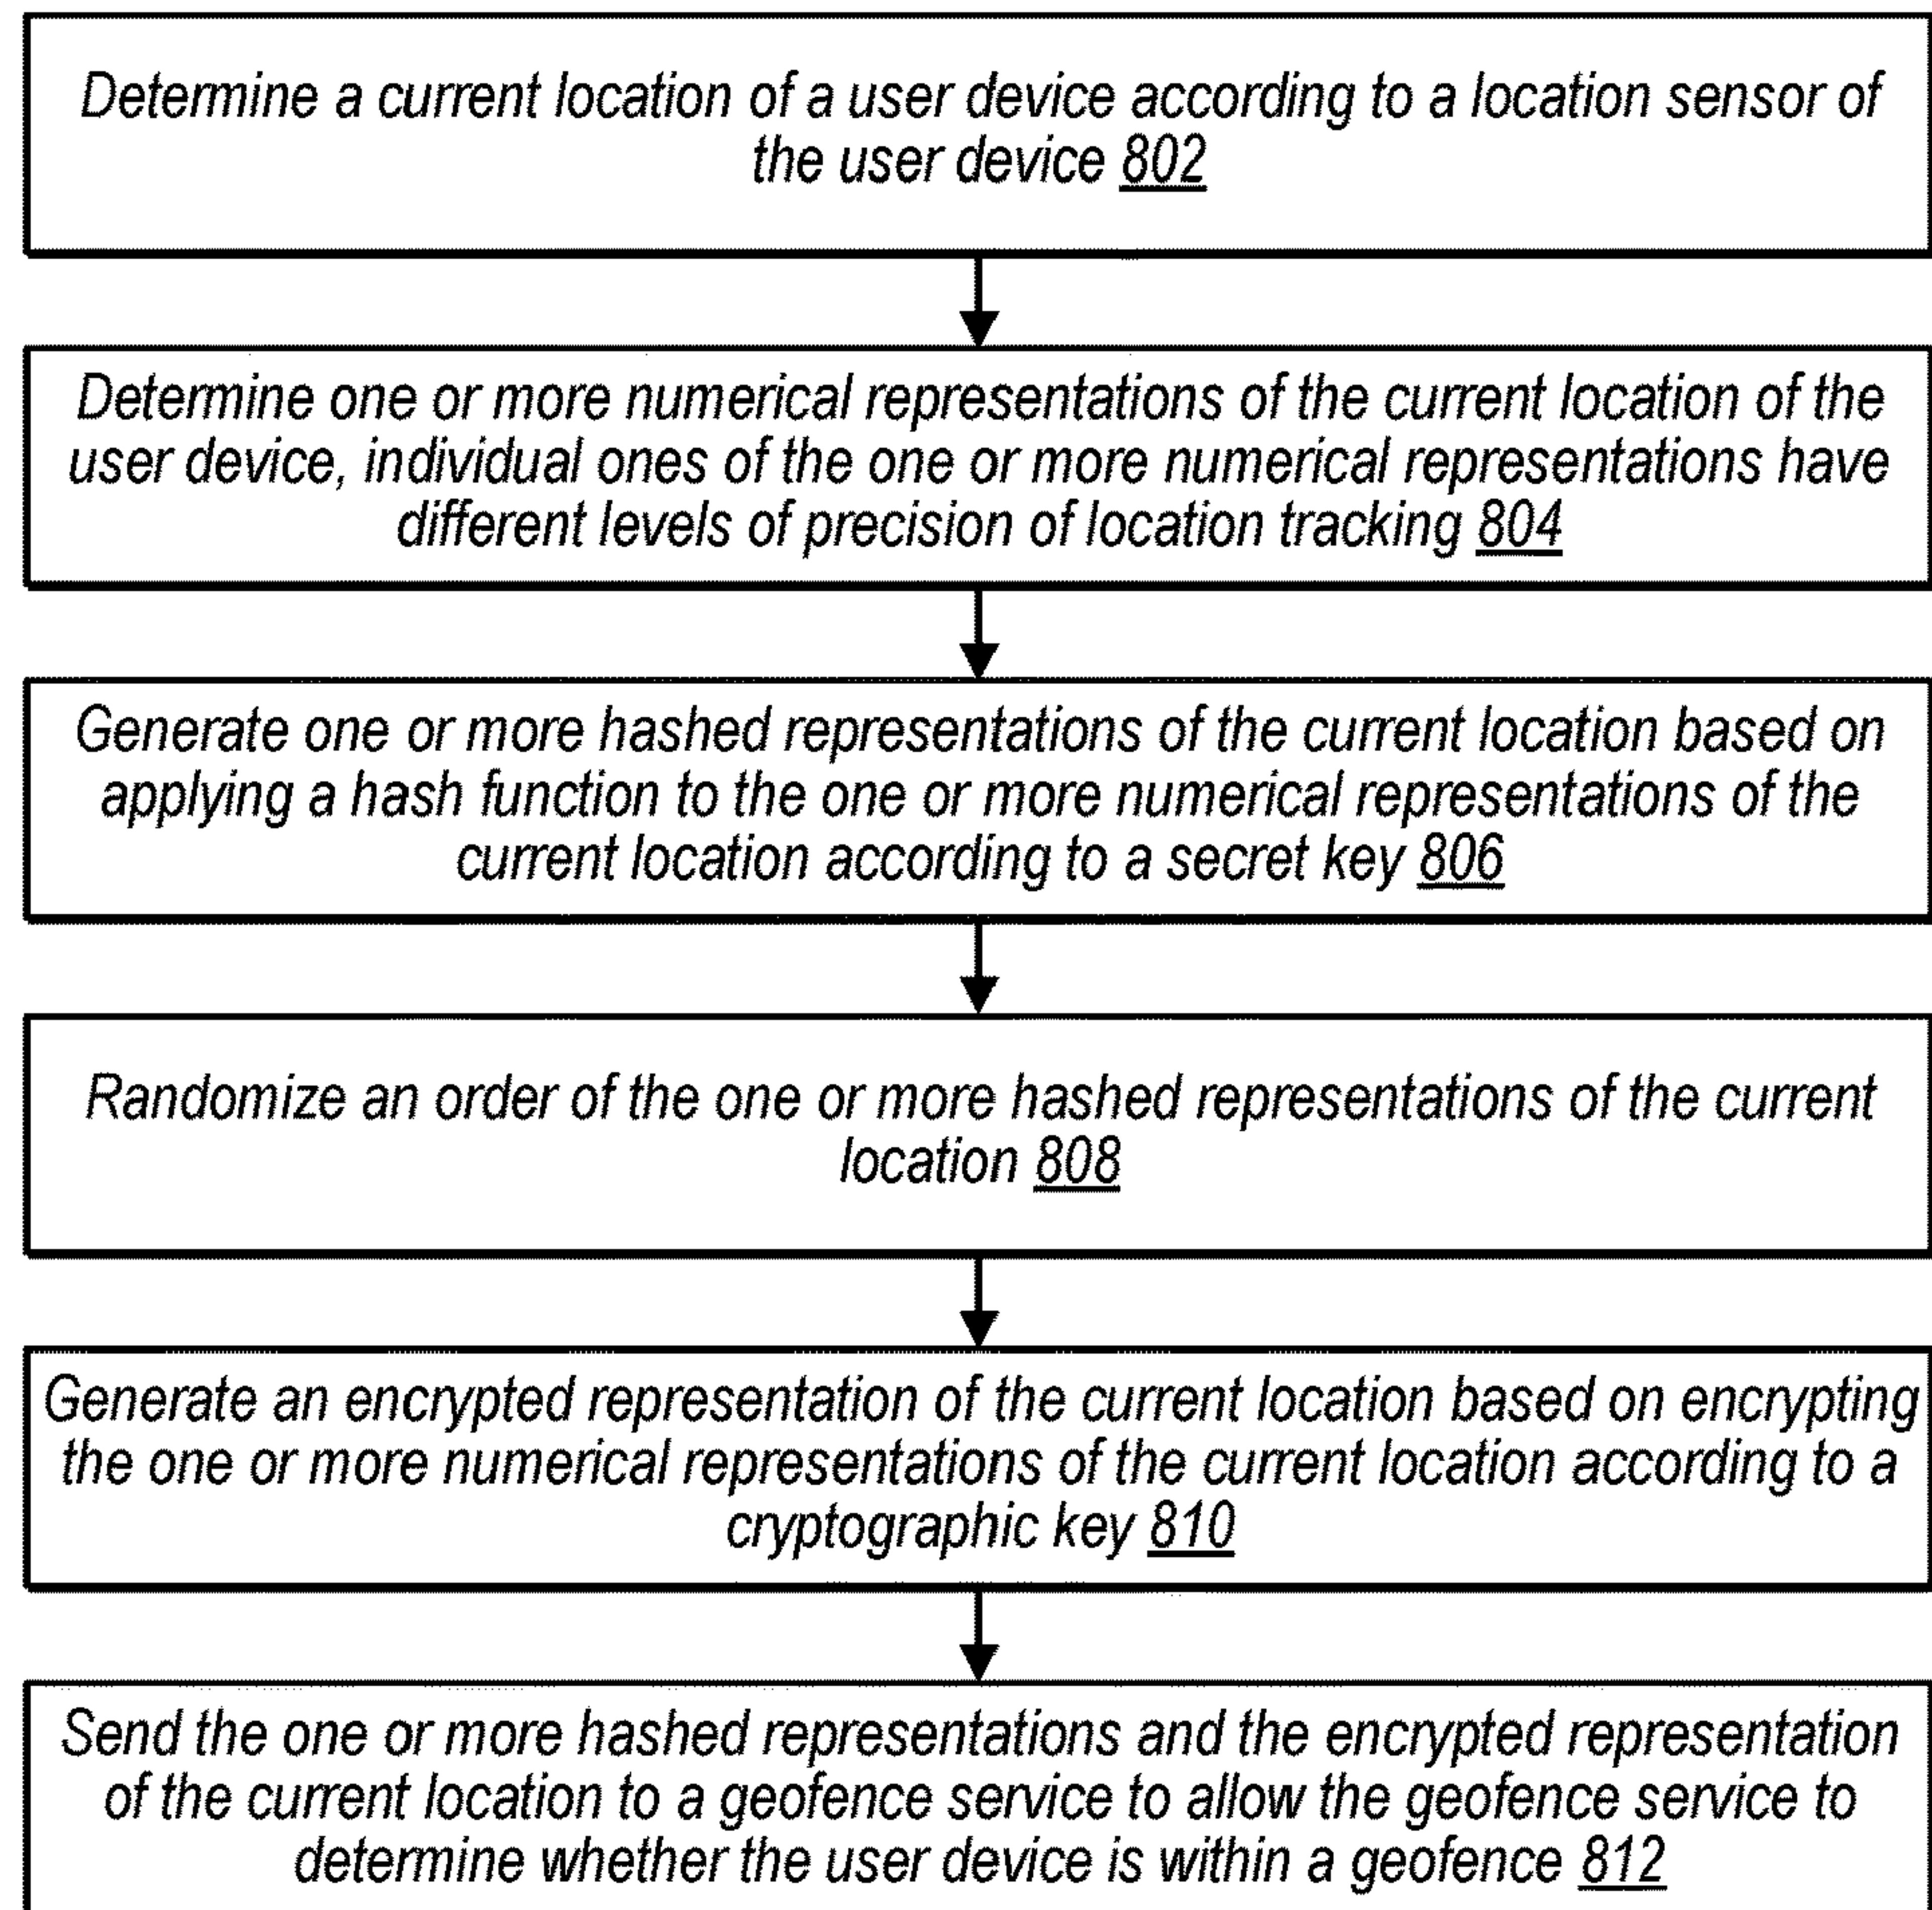 Determine a current location of a user device according to a location sensor of
the user device 802
Determine one or more numerical representations of the current location of the
user device, individual ones of the one or more numerical representations have
different levels of precision of location tracking 804
Generate one or more hashed representations of the current location based on
applying a hash function to the one or more numerical representations of the
current location according to a secret key 806
Randomize an order of the one or more hashed representations of the current
location 808
Generate an encrypted representation of the current location based on encrypting
the one or more numerical representations of the current location according to a
cryptographic key 810
Send the one or more hashed representations and the encrypted representation
of the current location to a geofence service to allow the geofence service to
determine whether the user device is within a geofence 812